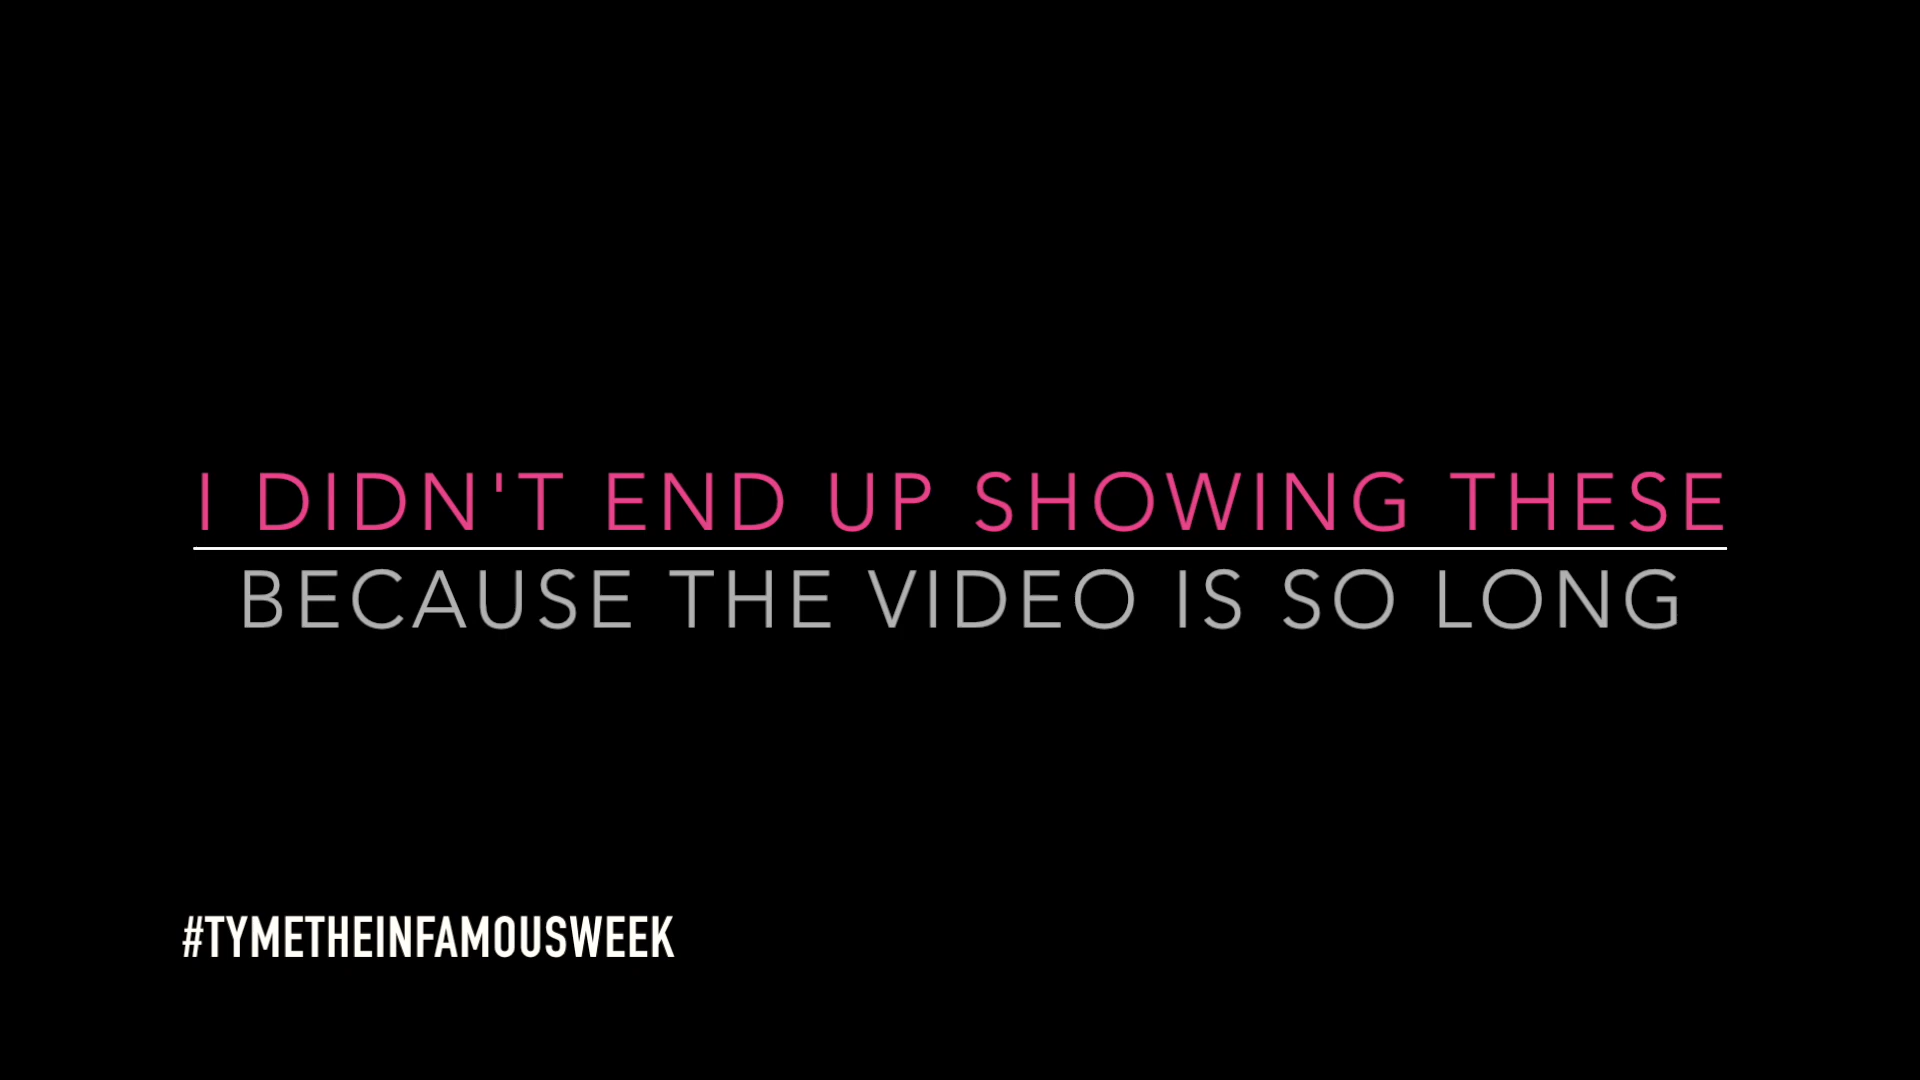 I DIDN'T END UP SHOWING THESE
BECAUSE THE VIDEO IS SO LONG
#TYMETHEINFAMOUSWEEK